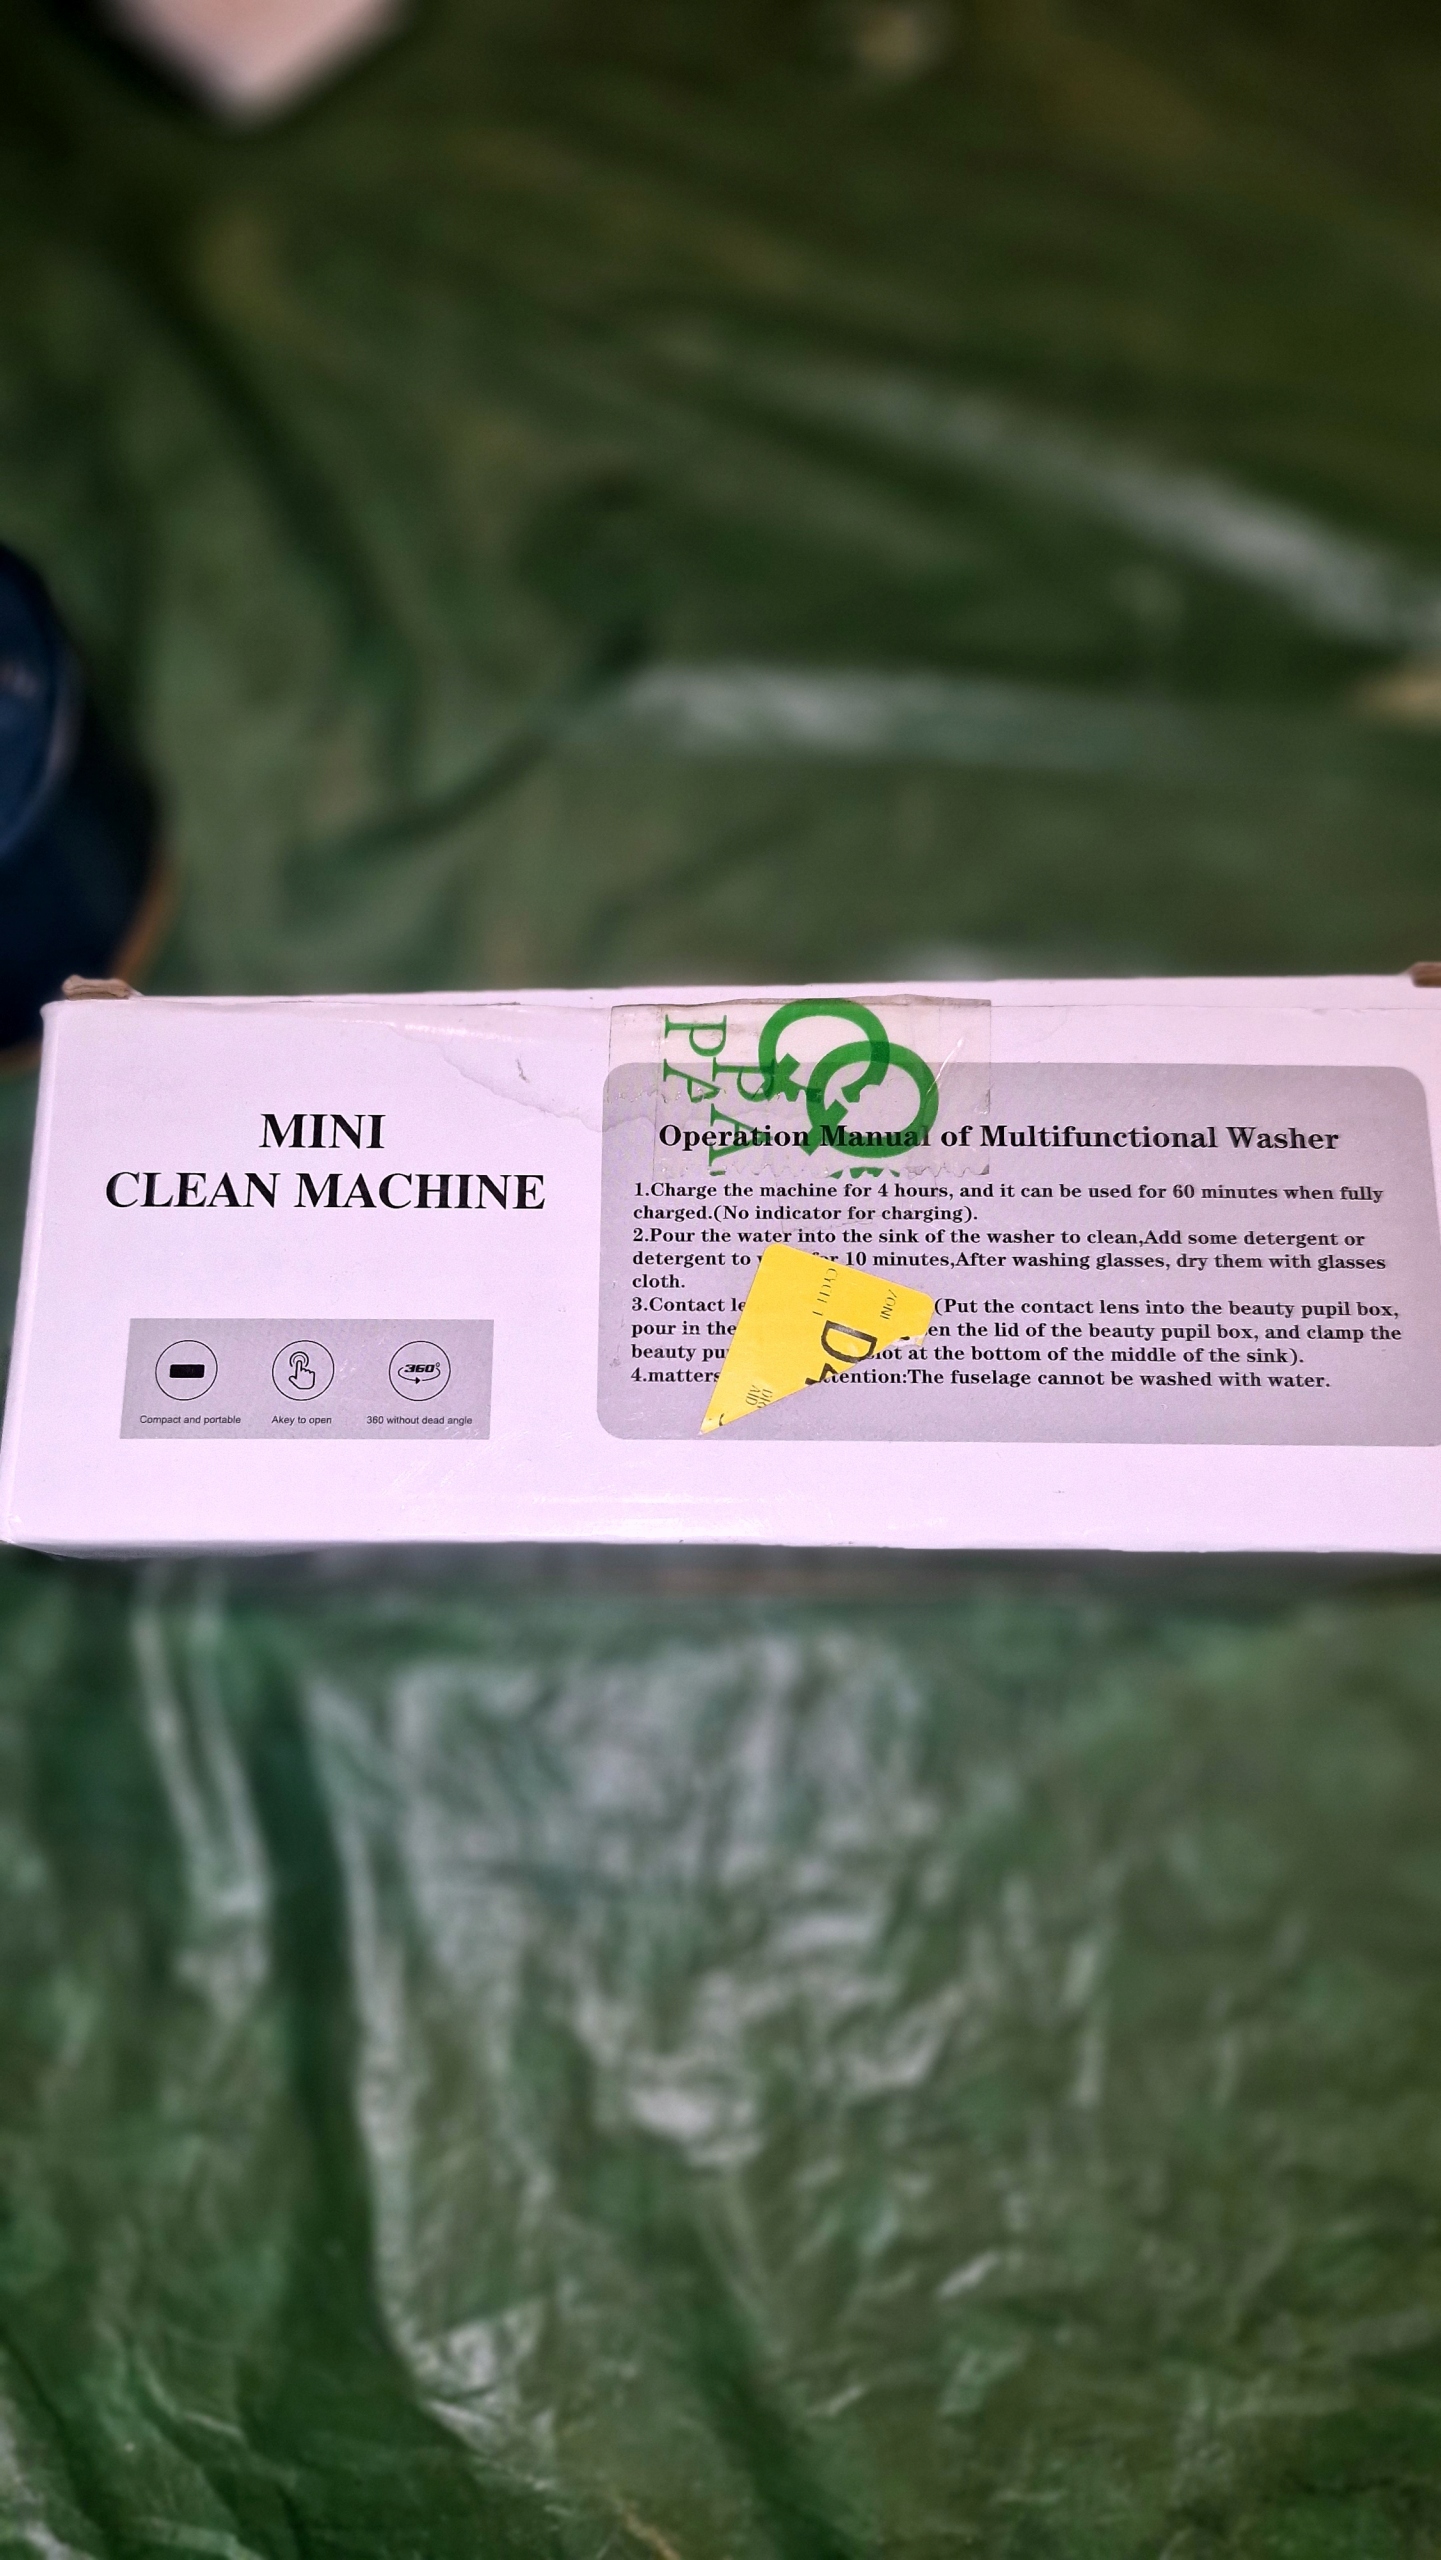 MINI
CLEAN MACHINE
360°
Compact and portable
Akey to open
360 without dead angle
PPAA
Operation Manual of Multifunctional Washer
1.Charge the machine for 4 hours, and it can be used for 60 minutes when fully
charged.(No indicator for charging).
2.Pour the water into the sink of the washer to clean,Add some detergent or
detergent to 10 minutes,After washing glasses, dry them with glasses
cloth.
3.Contact (Put the contact lens into the beauty pupil box,
pour in the the lid of the beauty pupil box, and clamp the
beauty at the bottom of the middle of the sink).
4.matters :The fuselage cannot be washed with water.
CYCLE 1